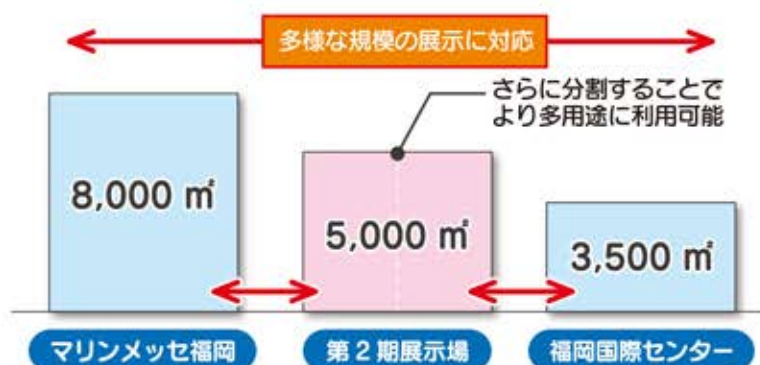 多様な規模の展示に対応
さらに分割することで
より多用途に利用可能
8,000 ㎡
5,000 ㎡
3,500 ㎡
マリンメッセ福岡
第2期展示場
福岡国際センター